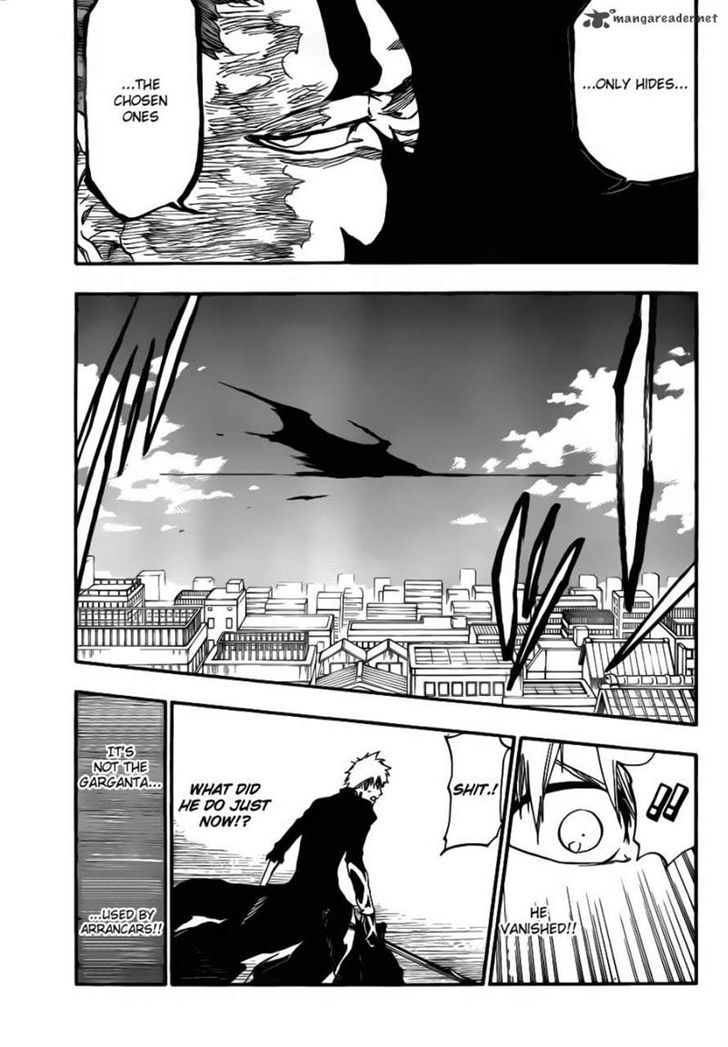 mangareader.net
...ONLY HIDES...
...THE
CHOSEN
ONES
!!
HE
VANISHED!!
SHIT.!
WHAT DID
HE DO JUST
NOW!?
IT'S
NOT THE
GARGANTA...
...USED BY
ARRANCARS!!